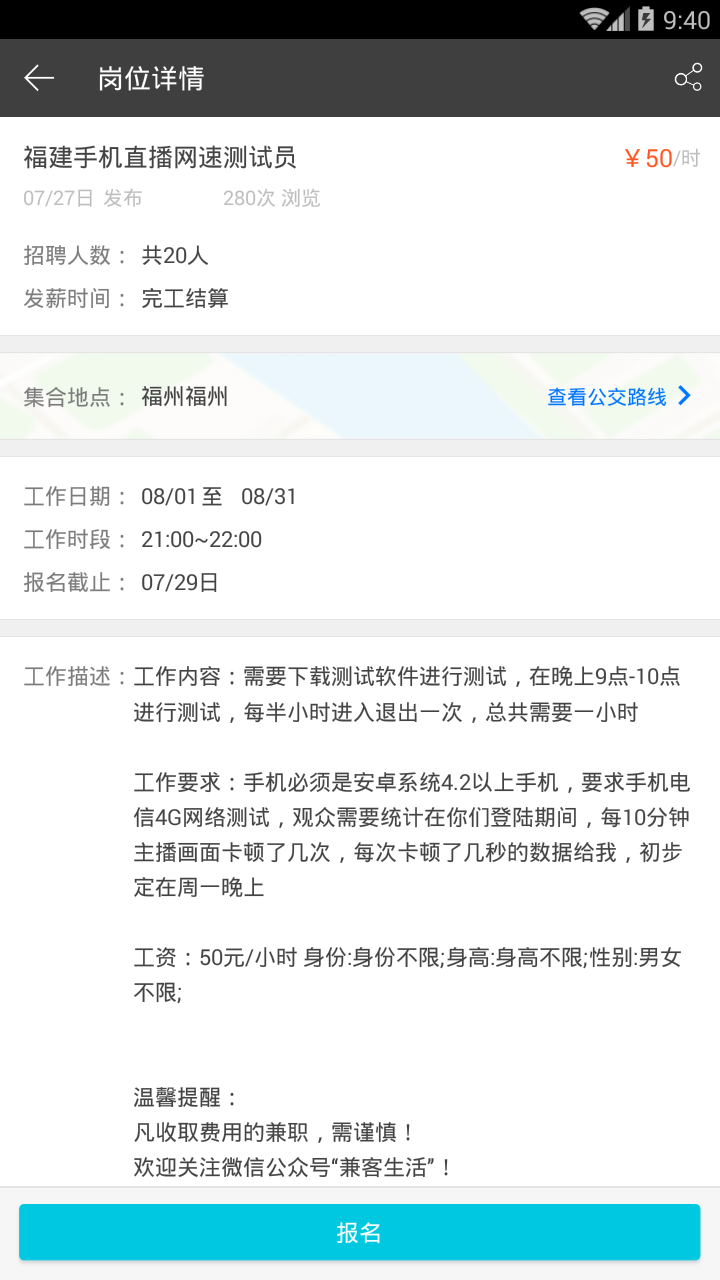 9:40
岗位详情
福建手机直播网速测试员 ￥50/时
07/27日 发布 280次 浏览
招聘人数： 共20人
发薪时间： 完工结算
集合地点： 福州福州 查看公交路线
工作日期： 08/01 至 08/31
工作时段： 21:00~22:00
报名截止： 07/29日
工作描述：工作内容：需要下载测试软件进行测试，在晚上9点-10点
进行测试，每半小时进入退出一次，总共需要一小时
工作要求：手机必须是安卓系统4.2以上手机，要求手机电
信4G网络测试，观众需要统计在你们登陆期间，每10分钟
主播画面卡顿了几次，每次卡顿了几秒的数据给我，初步
定在周一晚上
工资：50元/小时 身份:身份不限;身高:身高不限;性别:男女
不限;
温馨提醒：
凡收取费用的兼职，需谨慎！
欢迎关注微信公众号“兼客生活”！
报名